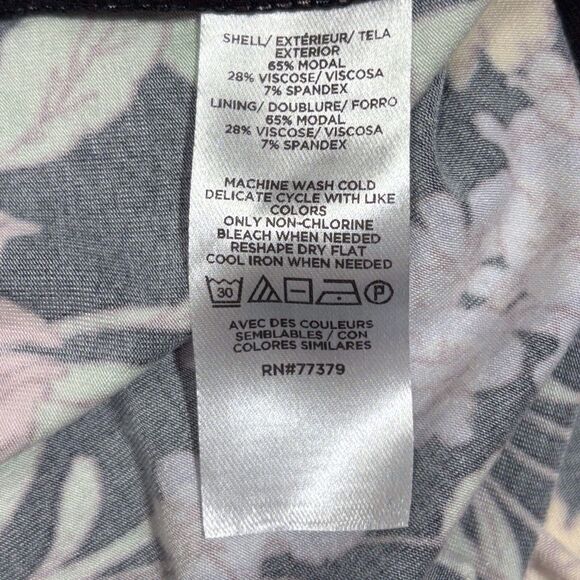 SHELL/ EXTÉRIEUR/ TELA
EXTERIOR
65% MODAL
28% VISCOSE/ VISCOSA
7% SPANDEX
LINING/ DOUBLURE/ FORRO
65% MODAL
28% VISCOSE/ VISCOSA
7% SPANDEX
MACHINE WASH COLD
DELICATE CYCLE WITH LIKE
COLORS
ONLY NON-CHLORINE
BLEACH WHEN NEEDED
RESHAPE DRY FLAT
COOL IRON WHEN NEEDED
30 P
AVEC DES COULEURS
SEMBLABLES / CON
COLORES SIMILARES
RN#77379